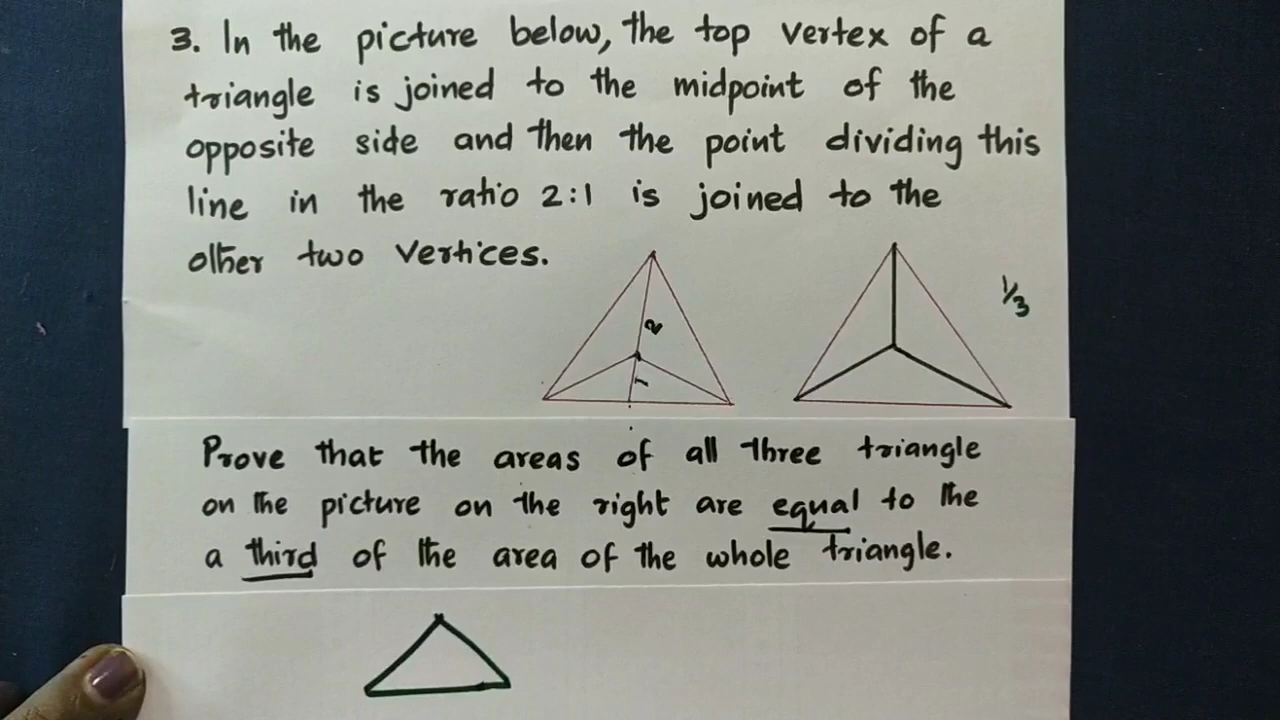 3. In the picture below, the top vertex of a
triangle is joined to the midpoint of the
opposite side and then the point dividing this
line in the ratio 2:1 is joined to the
other two vertices.
2
1
1/3
Prove that the areas of all three triangle
on the picture on the right are equal to the
a third of the area of the whole triangle.